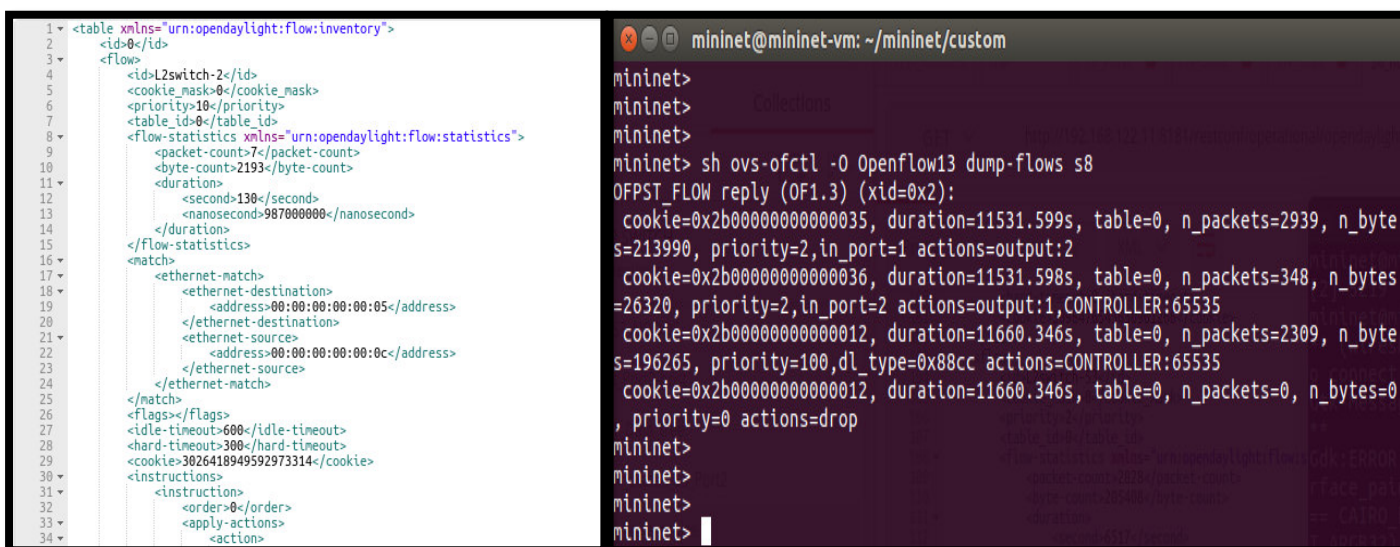 1 <table xmlns="urn:opendaylight:flow:inventory">
2 <id>0</id>
3 <flow>
4 <id>L2switch-2</id>
5 <cookie_mask>0</cookie_mask>
6 <priority>10</priority>
7 <table_id>0</table_id>
8 <flow-statistics xmlns="urn:opendaylight:flow:statistics">
9 <packet-count>7</packet-count>
10 <byte-count>2193</byte-count>
11 <duration>
12 <second>130</second>
13 <nanosecond>987000000</nanosecond>
14 </duration>
15 </flow-statistics>
16 <match>
17 <ethernet-match>
18 <ethernet-destination>
19 <address>00:00:00:00:00:05</address>
20 </ethernet-destination>
21 <ethernet-source>
22 <address>00:00:00:00:00:0c</address>
23 </ethernet-source>
24 </ethernet-match>
25 </match>
26 <flags></flags>
27 <idle-timeout>600</idle-timeout>
28 <hard-timeout>300</hard-timeout>
29 <cookie>3026418949592973314</cookie>
30 <instructions>
31 <instruction>
32 <order>0</order>
33 <apply-actions>
34 <action>
mininet@mininet-vm: ~/mininet/custom
mininet>
mininet>
mininet>
mininet> sh ovs-ofctl -O Openflow13 dump-flows s8
OFPST_FLOW reply (OF1.3) (xid=0x2):
cookie=0x2b00000000000035, duration=11531.599s, table=0, n_packets=2939, n_byte
s=213990, priority=2,in_port=1 actions=output:2
cookie=0x2b00000000000036, duration=11531.598s, table=0, n_packets=348, n_bytes
=26320, priority=2,in_port=2 actions=output:1,CONTROLLER:65535
cookie=0x2b00000000000012, duration=11660.346s, table=0, n_packets=2309, n_byte
s=196265, priority=100,dl_type=0x88cc actions=CONTROLLER:65535
cookie=0x2b00000000000012, duration=11660.346s, table=0, n_packets=0, n_bytes=0
, priority=0 actions=drop
mininet>
mininet>
mininet>
mininet>